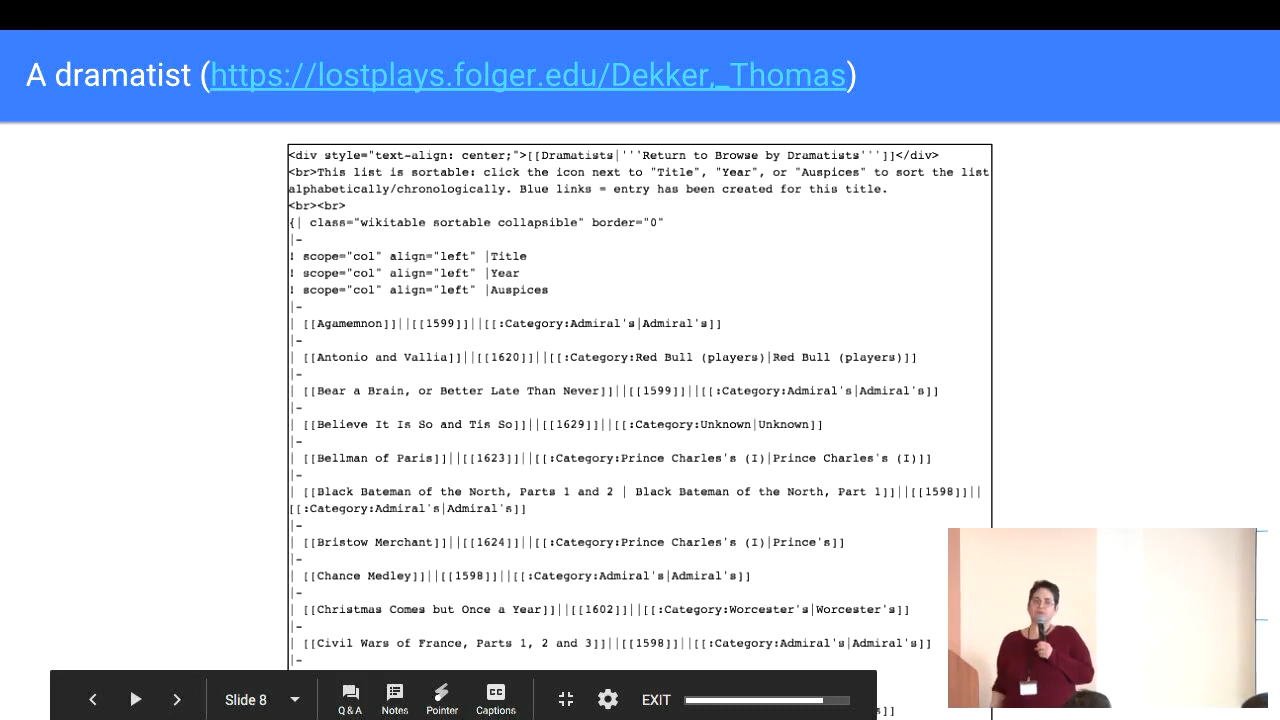 A dramatist (https://lostplays.folger.edu/Dekker,_Thomas)
<div style="text-align: center;">[[Dramatists|'''Return to Browse by Dramatists''']]</div>
<br>This list is sortable: click the icon next to "Title", "Year", or "Auspices" to sort the list
alphabetically/chronologically. Blue links = entry has been created for this title.
<br><br>
{| class="wikitable sortable collapsible" border="0"
|-
! scope="col" align="left" |Title
! scope="col" align="left" |Year
! scope="col" align="left" |Auspices
|-
| [[Agamemnon]]||[[1599]]||[[:Category:Admiral's|Admiral's]]
|-
| [[Antonio and Vallia]]||[[1620]]||[[:Category:Red Bull (players)|Red Bull (players)]]
|-
| [[Bear a Brain, or Better Late Than Never]]||[[1599]]||[[:Category:Admiral's|Admiral's]]
|-
| [[Believe It Is So and Tis So]]||[[1629]]||[[:Category:Unknown|Unknown]]
|-
| [[Bellman of Paris]]||[[1623]]||[[:Category:Prince Charles's (I)|Prince Charles's (I)]]
|-
| [[Black Bateman of the North, Parts 1 and 2 | Black Bateman of the North, Part 1]]||[[1598]]||
[[:Category:Admiral's|Admiral's]]
|-
| [[Bristow Merchant]]||[[1624]]||[[:Category:Prince Charles's (I)|Prince's]]
|-
| [[Chance Medley]]||[[1598]]||[[:Category:Admiral's|Admiral's]]
|-
| [[Christmas Comes but Once a Year]]||[[1602]]||[[:Category:Worcester's|Worcester's]]
|-
| [[Civil Wars of France, Parts 1, 2 and 3]]||[[1598]]||[[:Category:Admiral's|Admiral's]]
|-
Slide 8
Q & A
Notes
Pointer
CC
Captions
EXIT